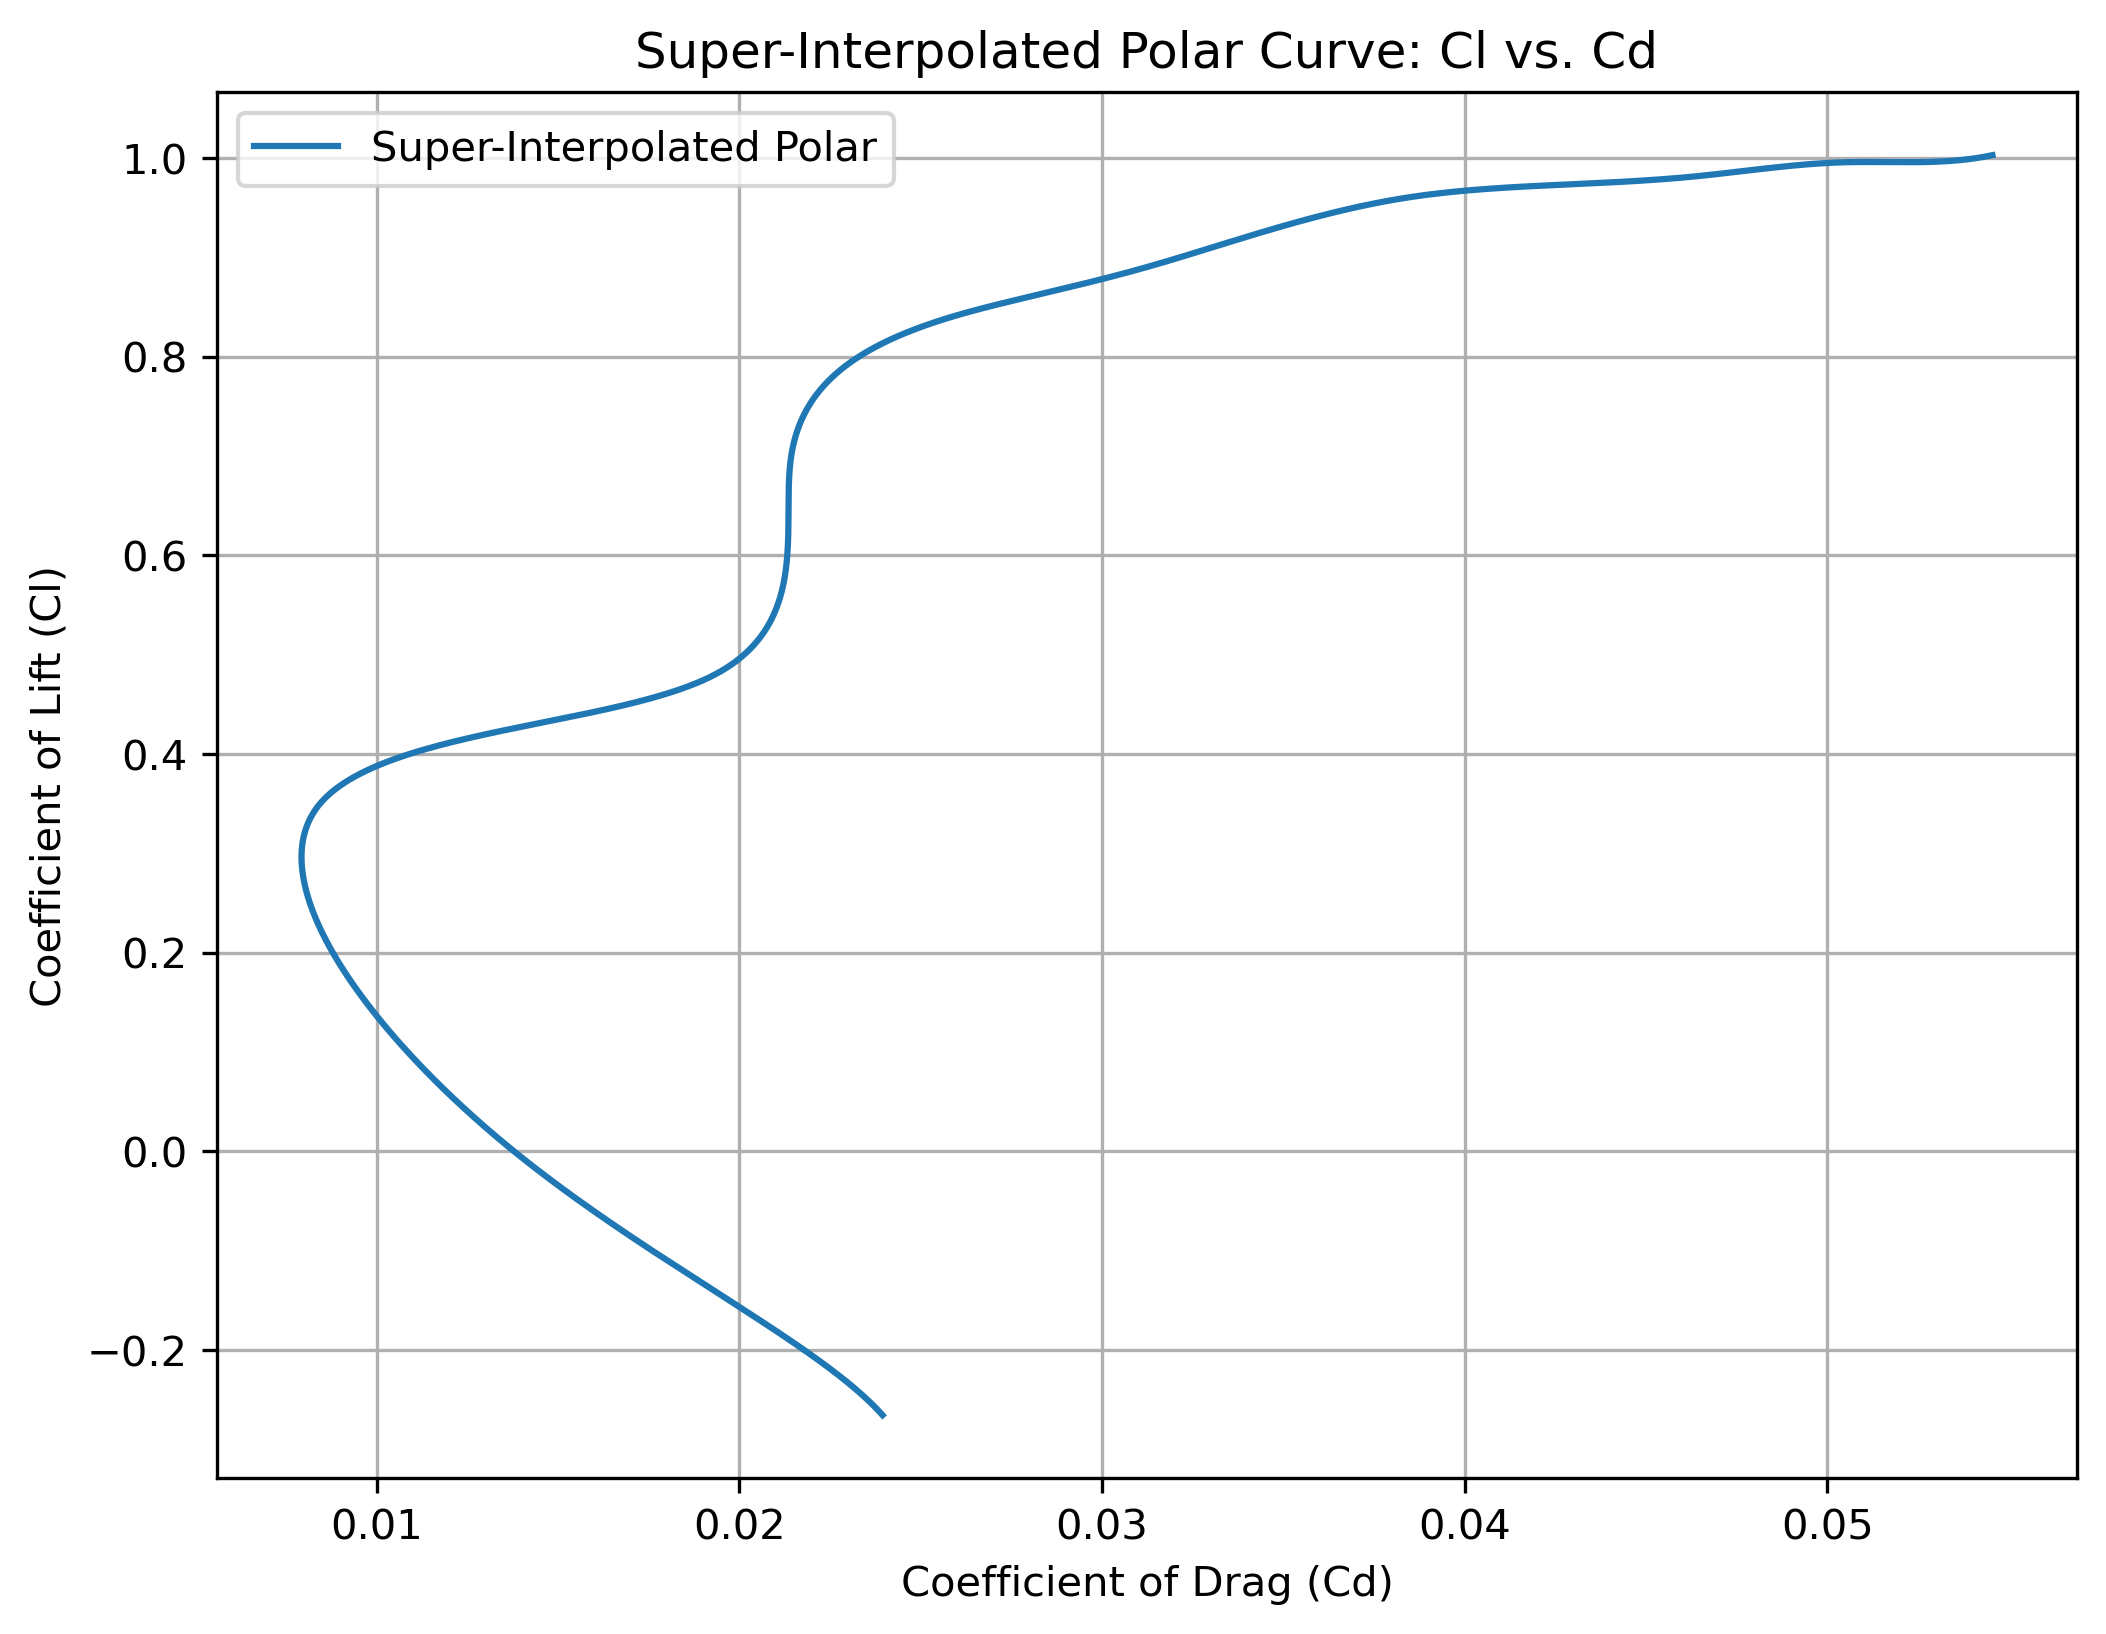 Super-Interpolated Polar Curve: Cl vs. Cd
Super-Interpolated Polar
1.0
0.8
0.6
0.4
0.2
0.0
−0.2
Coefficient of Lift (Cl)
0.01 0.02 0.03 0.04 0.05
Coefficient of Drag (Cd)